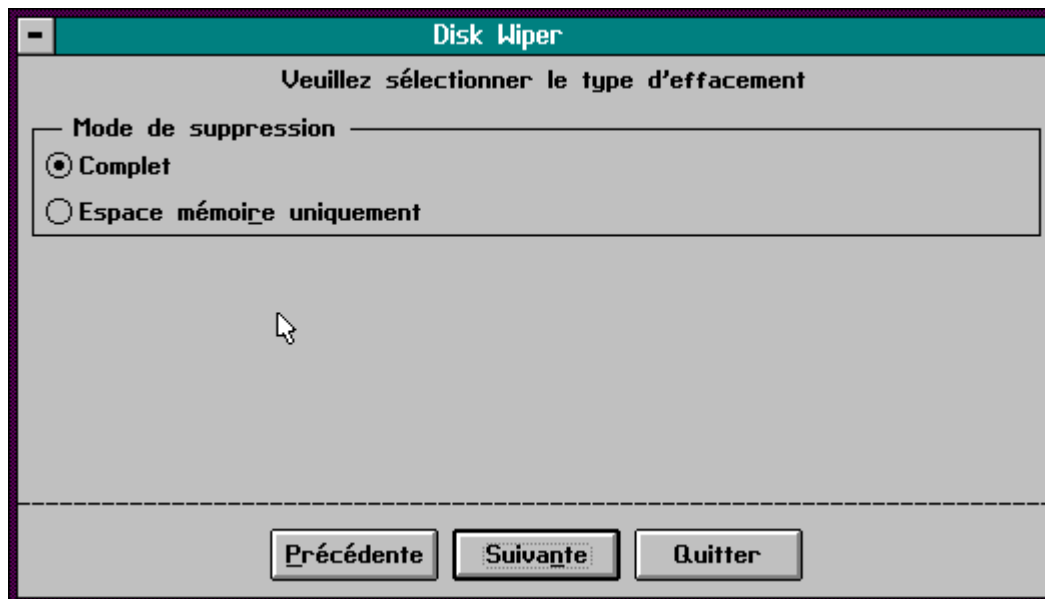 Disk Wiper
Veuillez sélectionner le type d'effacement
Mode de suppression
Complet
Espace mémoire uniquement
Précédente Suivante Quitter